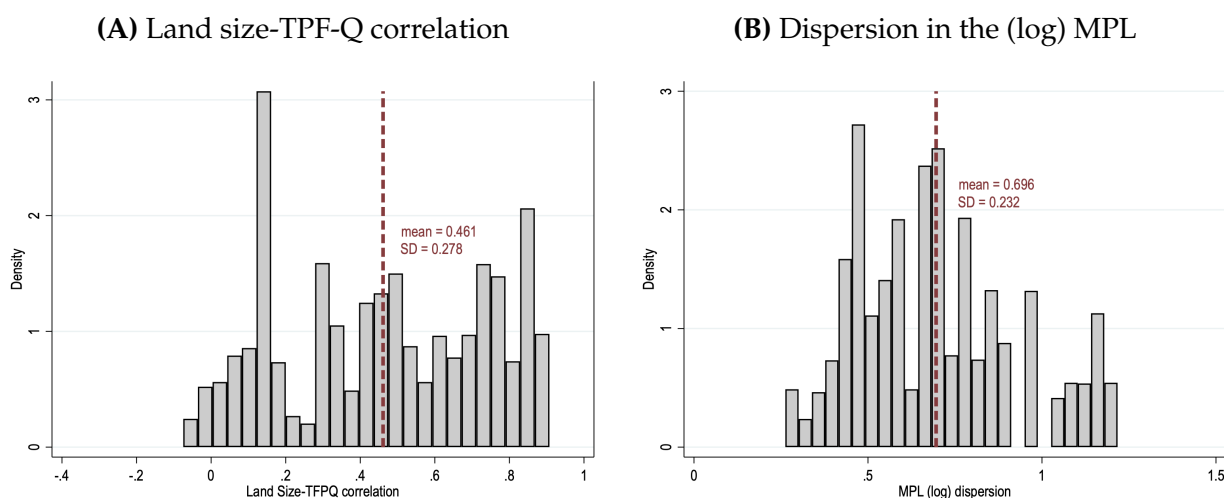 (A) Land size-TPF-Q correlation
3
2
1
0
Density
mean = 0.461
SD = 0.278
-.4
-.2
0
.2
.4
.6
.8
1
Land Size-TFPQ correlation
(B) Dispersion in the (log) MPL
3
2
1
0
Density
mean = 0.696
SD = 0.232
0
.5
1
1.5
MPL (log) dispersion